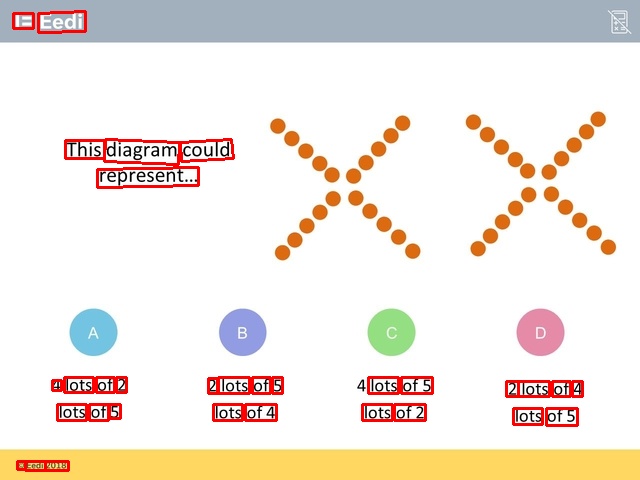 Eedi
This diagram could
represent...
A
B
C
D
4 lots of 2
lots of 5
2 lots of 5
lots of 4
4 lots of 5
lots of 2
2 lots of 4
lots of 5
© Eedi 2018